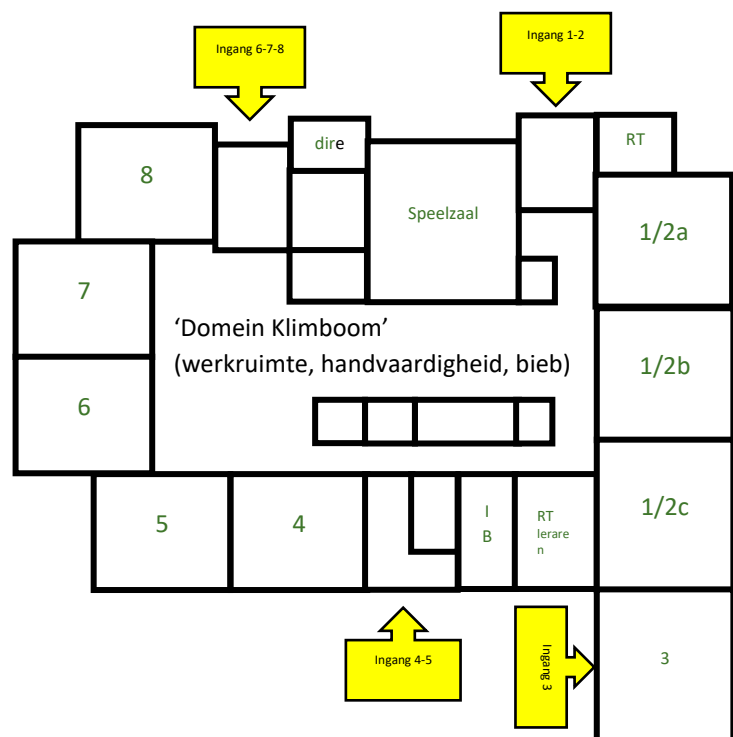 Ingang 6-7-8
Ingang 1-2
dire
RT
8
Speelzaal
1/2a
7
‘Domein Klimboom’
(werkruimte, handvaardigheid, bieb)
1/2b
6
1/2c
5
4
I
B
RT
lerare
n
Ingang 4-5
Ingang 3
3